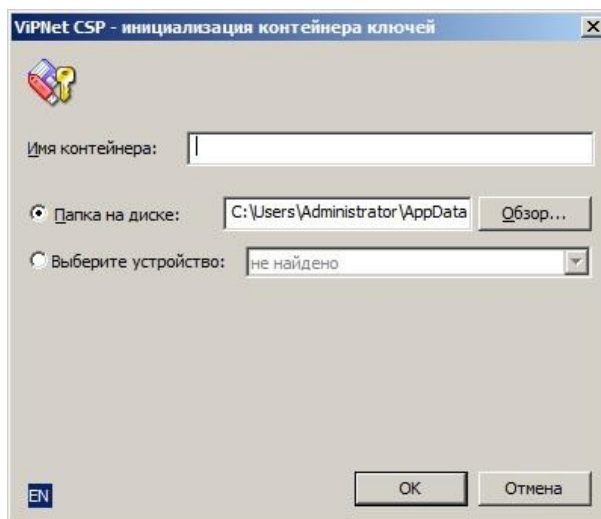 ViPNet CSP - инициализация контейнера ключей
Имя контейнера:
Папка на диске: C:\Users\Administrator\AppData Обзор...
Выберите устройство: не найдено
EN OK Отмена